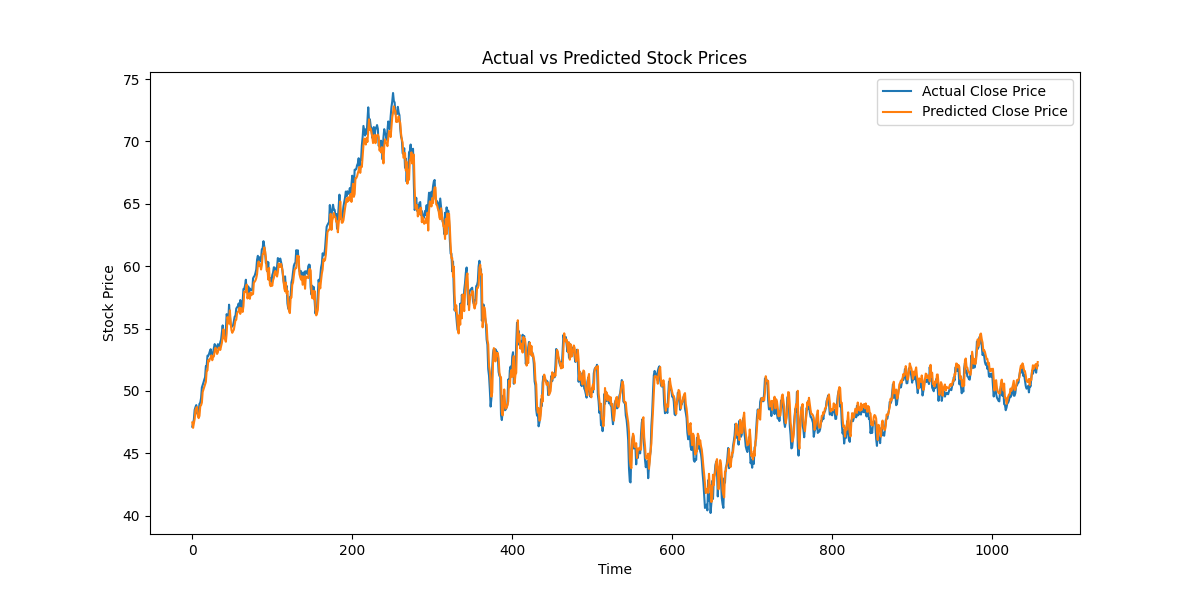 Actual vs Predicted Stock Prices
Actual Close Price
Predicted Close Price
Stock Price
75
70
65
60
55
50
45
40
0 200 400 600 800 1000
Time